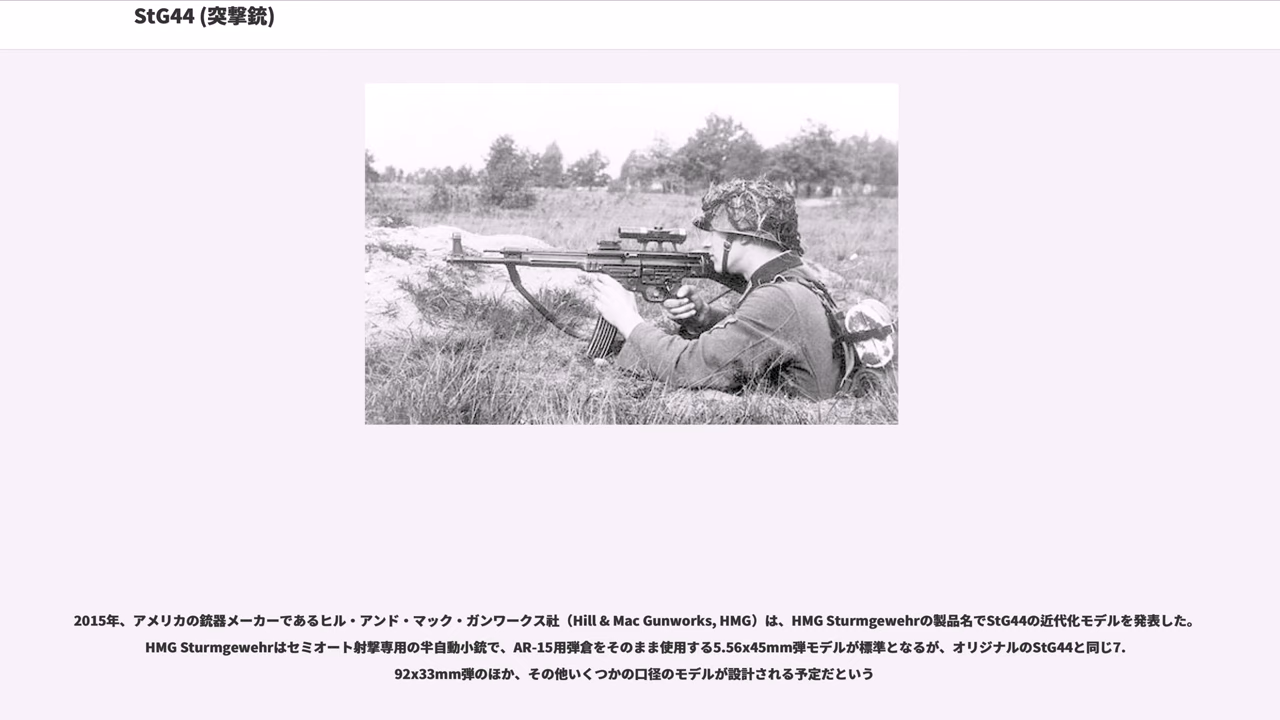 StG44 (突撃銃)
2015年、アメリカの銃器メーカーであるヒル・アンド・マック・ガンワークス社（Hill & Mac Gunworks, HMG）は、HMG Sturmgewehrの製品名でStG44の近代化モデルを発表した。
HMG Sturmgewehrはセミオート射撃専用の半自動小銃で、AR-15用弾倉をそのまま使用する5.56x45mm弾モデルが標準となるが、オリジナルのStG44と同じ7.
92x33mm弾のほか、その他いくつかの口径のモデルが設計される予定だという